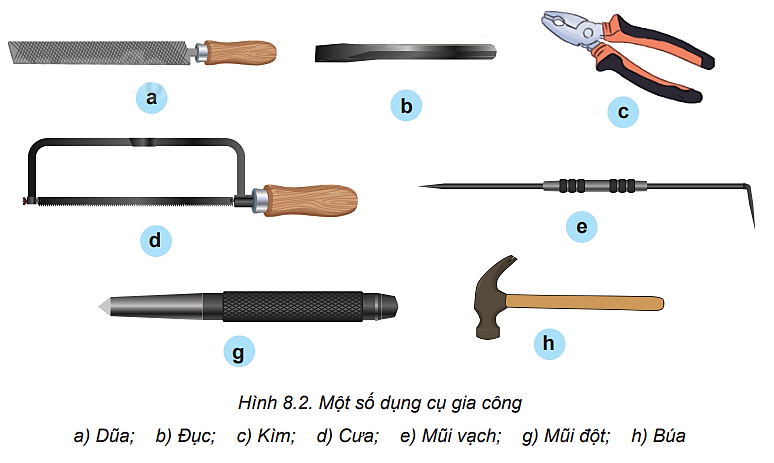 a
b
c
d
e
g
h
Hình 8.2. Một số dụng cụ gia công
a) Dũa; b) Đục; c) Kìm; d) Cưa; e) Mũi vạch; g) Mũi đột; h) Búa